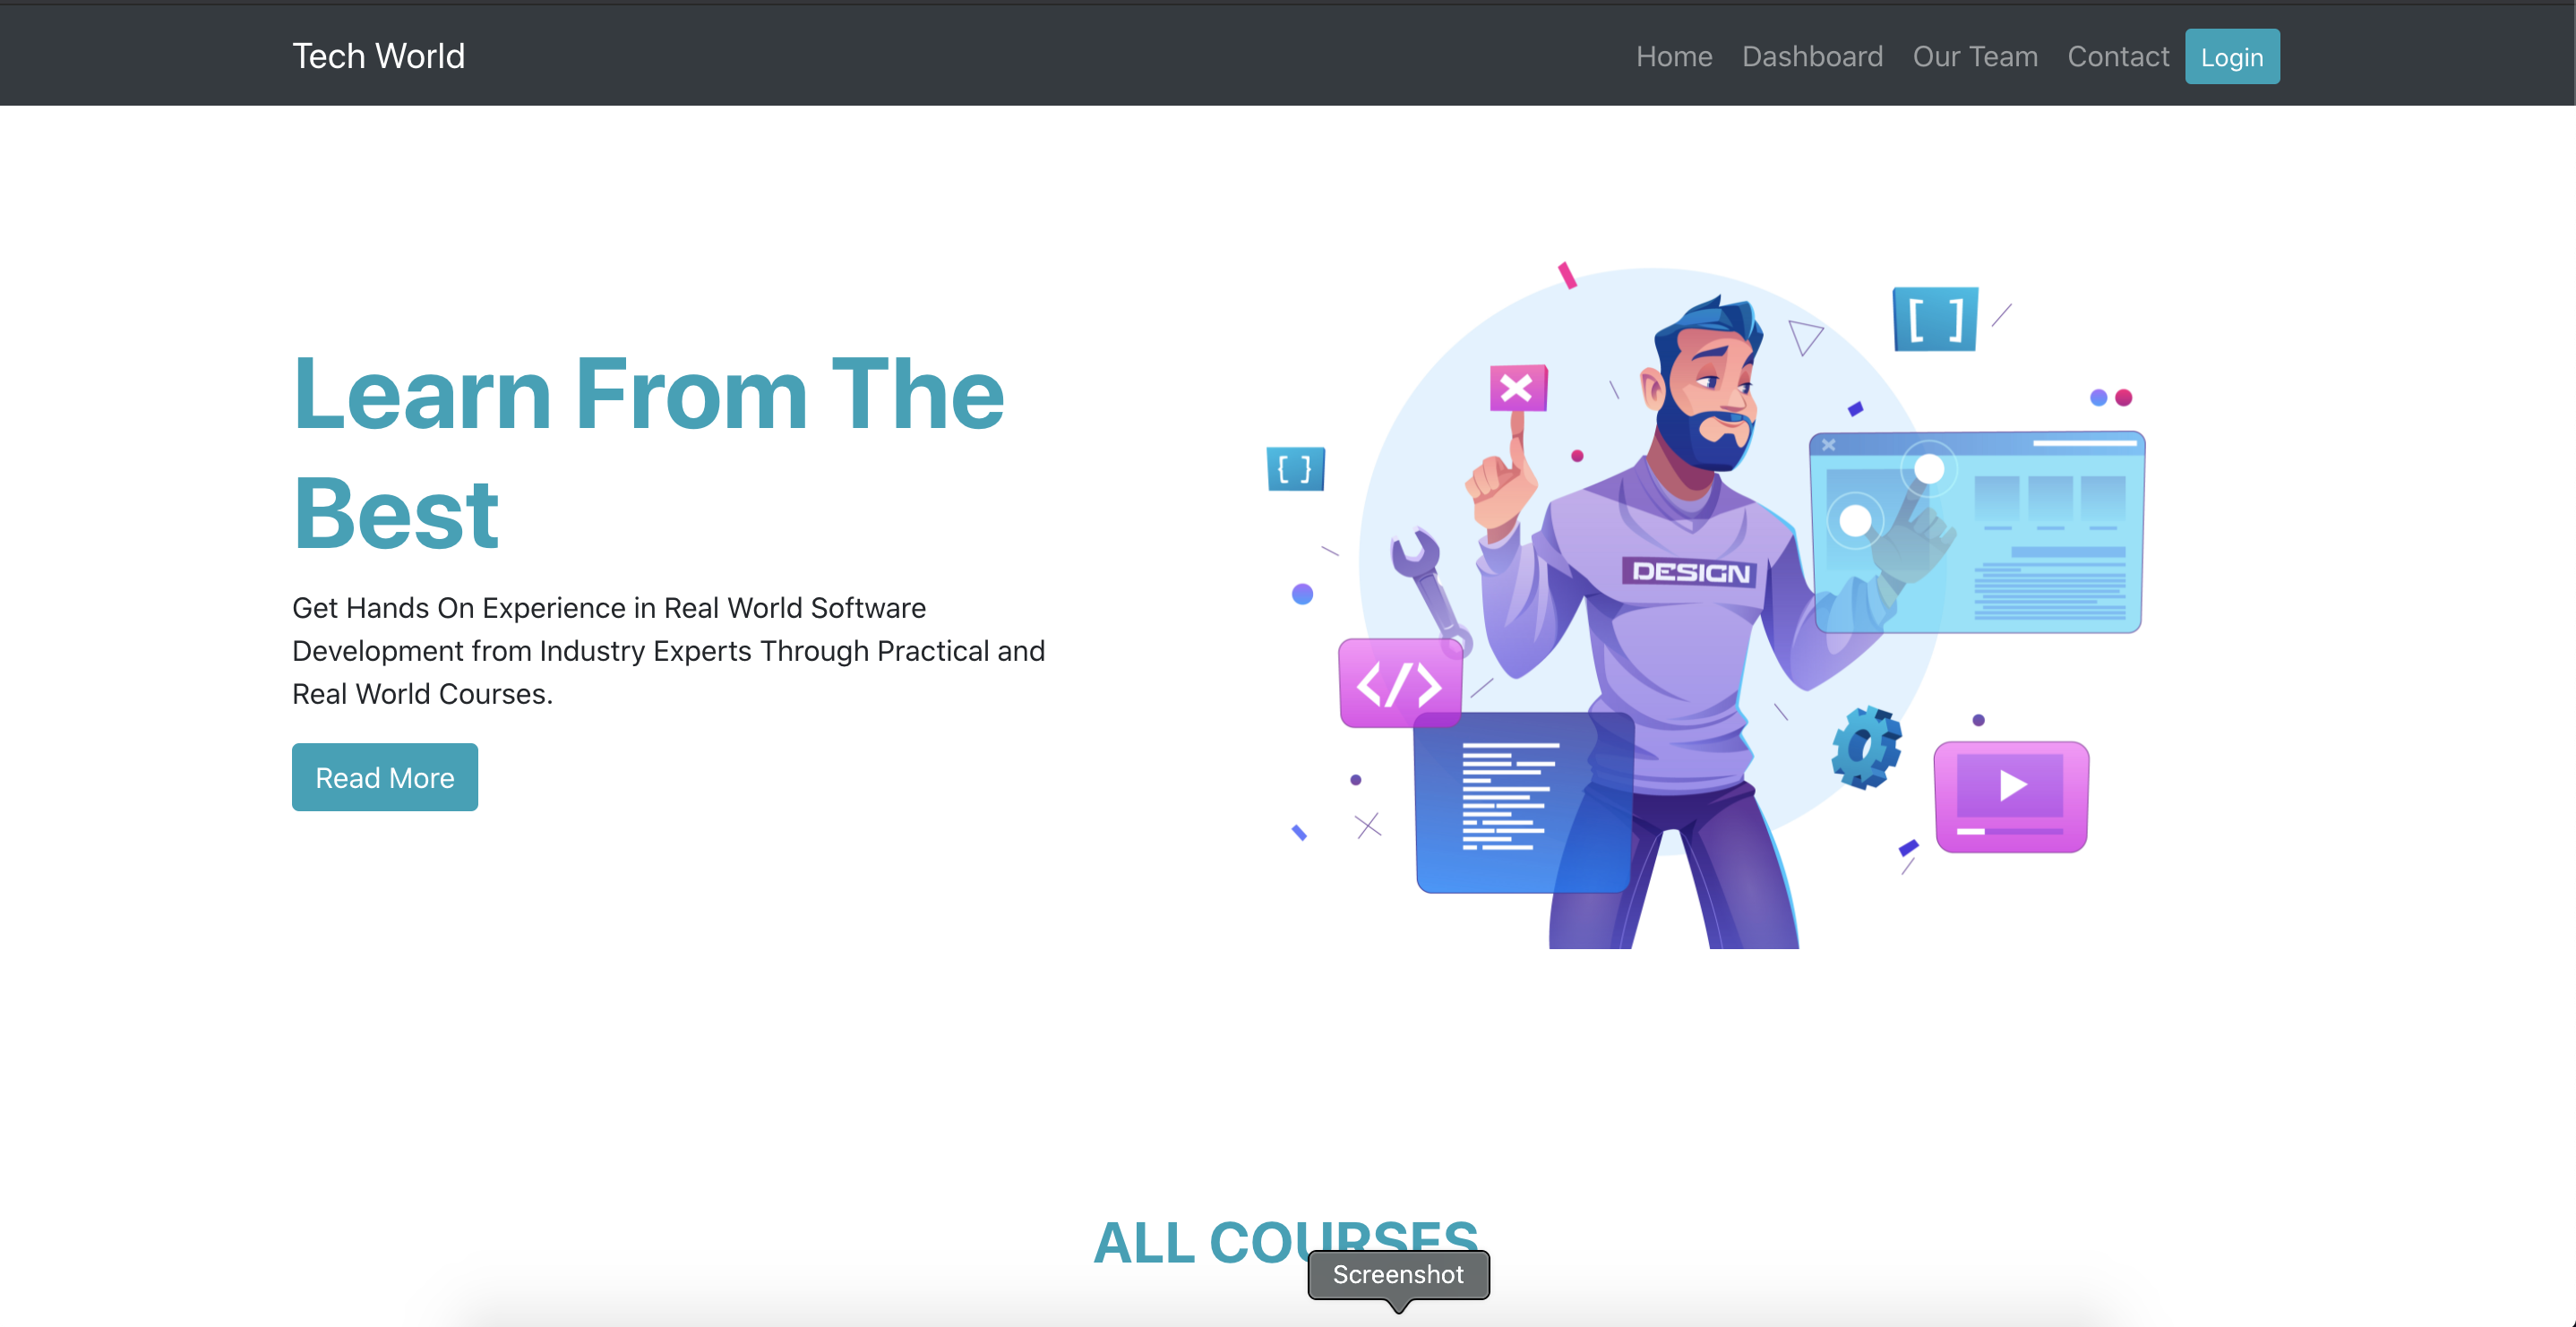 Tech World
Home Dashboard Our Team Contact Login
Learn From The
Best
Get Hands On Experience in Real World Software
Development from Industry Experts Through Practical and
Real World Courses.
Read More
[ ]
{ }
DESIGN
</>
ALL COURSES
Screenshot